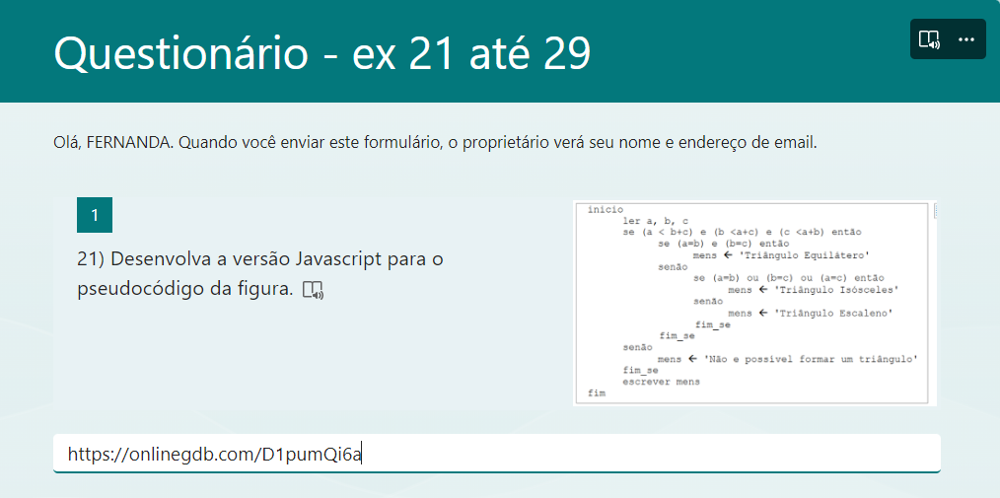 Questionário - ex 21 até 29
Olá, FERNANDA. Quando você enviar este formulário, o proprietário verá seu nome e endereço de email.
1
21) Desenvolva a versão Javascript para o
pseudocódigo da figura.
inicio
ler a, b, c
se (a < b+c) e (b <a+c) e (c <a+b) então
se (a=b) e (b=c) então
mens ← 'Triângulo Equilátero'
senão
se (a=b) ou (b=c) ou (a=c) então
mens ← 'Triângulo Isósceles'
senão
mens ← 'Triângulo Escaleno'
fim_se
fim_se
senão
mens ← 'Não e possivel formar um triângulo'
fim_se
escrever mens
fim
https://onlinegdb.com/D1pumQi6a